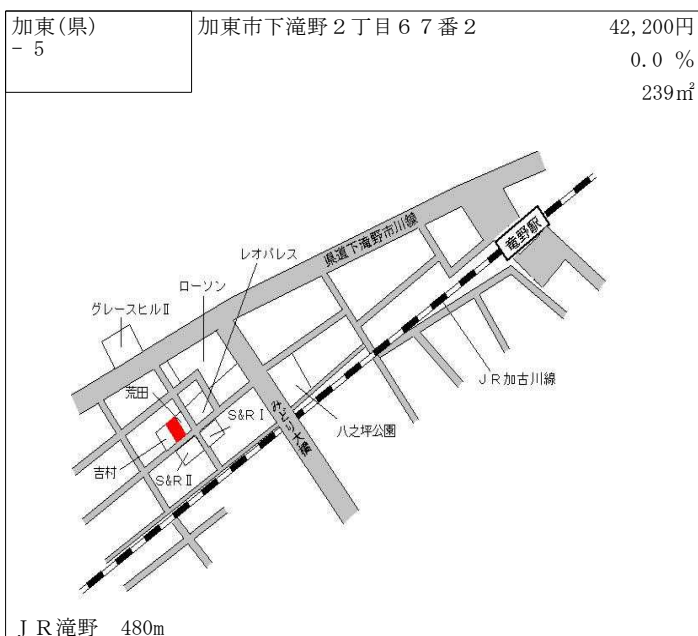 加東(県)
- 5
加東市下滝野２丁目６７番２
42,200円
0.0 %
239㎡
県道下滝野市川線
竜野駅
レオパレス
ローソン
グレースヒルⅡ
荒田
S&RⅠ
みどり大橋
八之坪公園
ＪＲ加古川線
吉村
S&RⅡ
ＪＲ滝野 480m